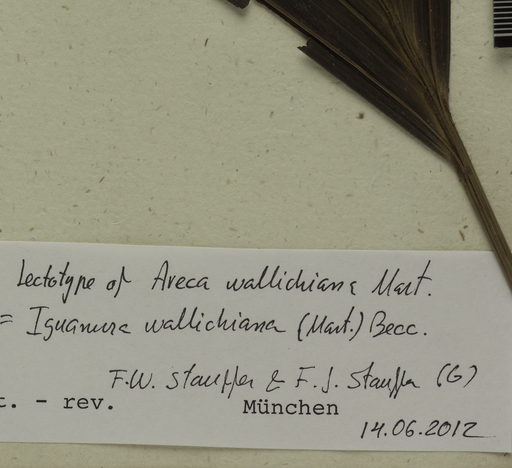 Lectotype of Areca wallichiana Mart.
= Iguanura wallichiana (Mart.) Becc.
F.W. Stauffer & F.J. Stauffer (G)
t. - rev. München
14.06.2012